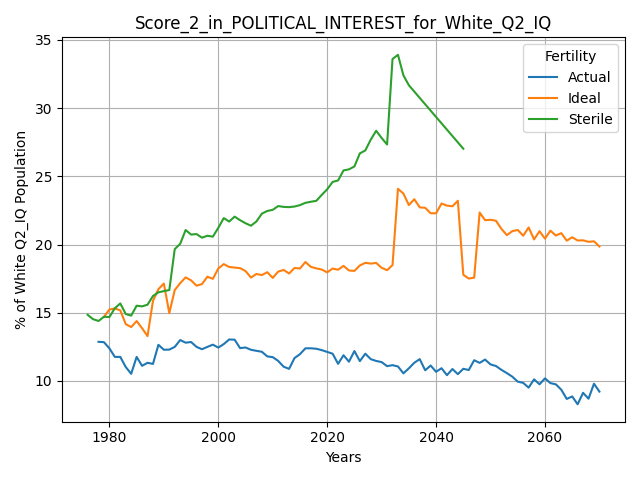 Score_2_in_POLITICAL_INTEREST_for_White_Q2_IQ
Fertility
Actual
Ideal
Sterile
% of White Q2_IQ Population
35
30
25
20
15
10
1980
2000
2020
2040
2060
Years